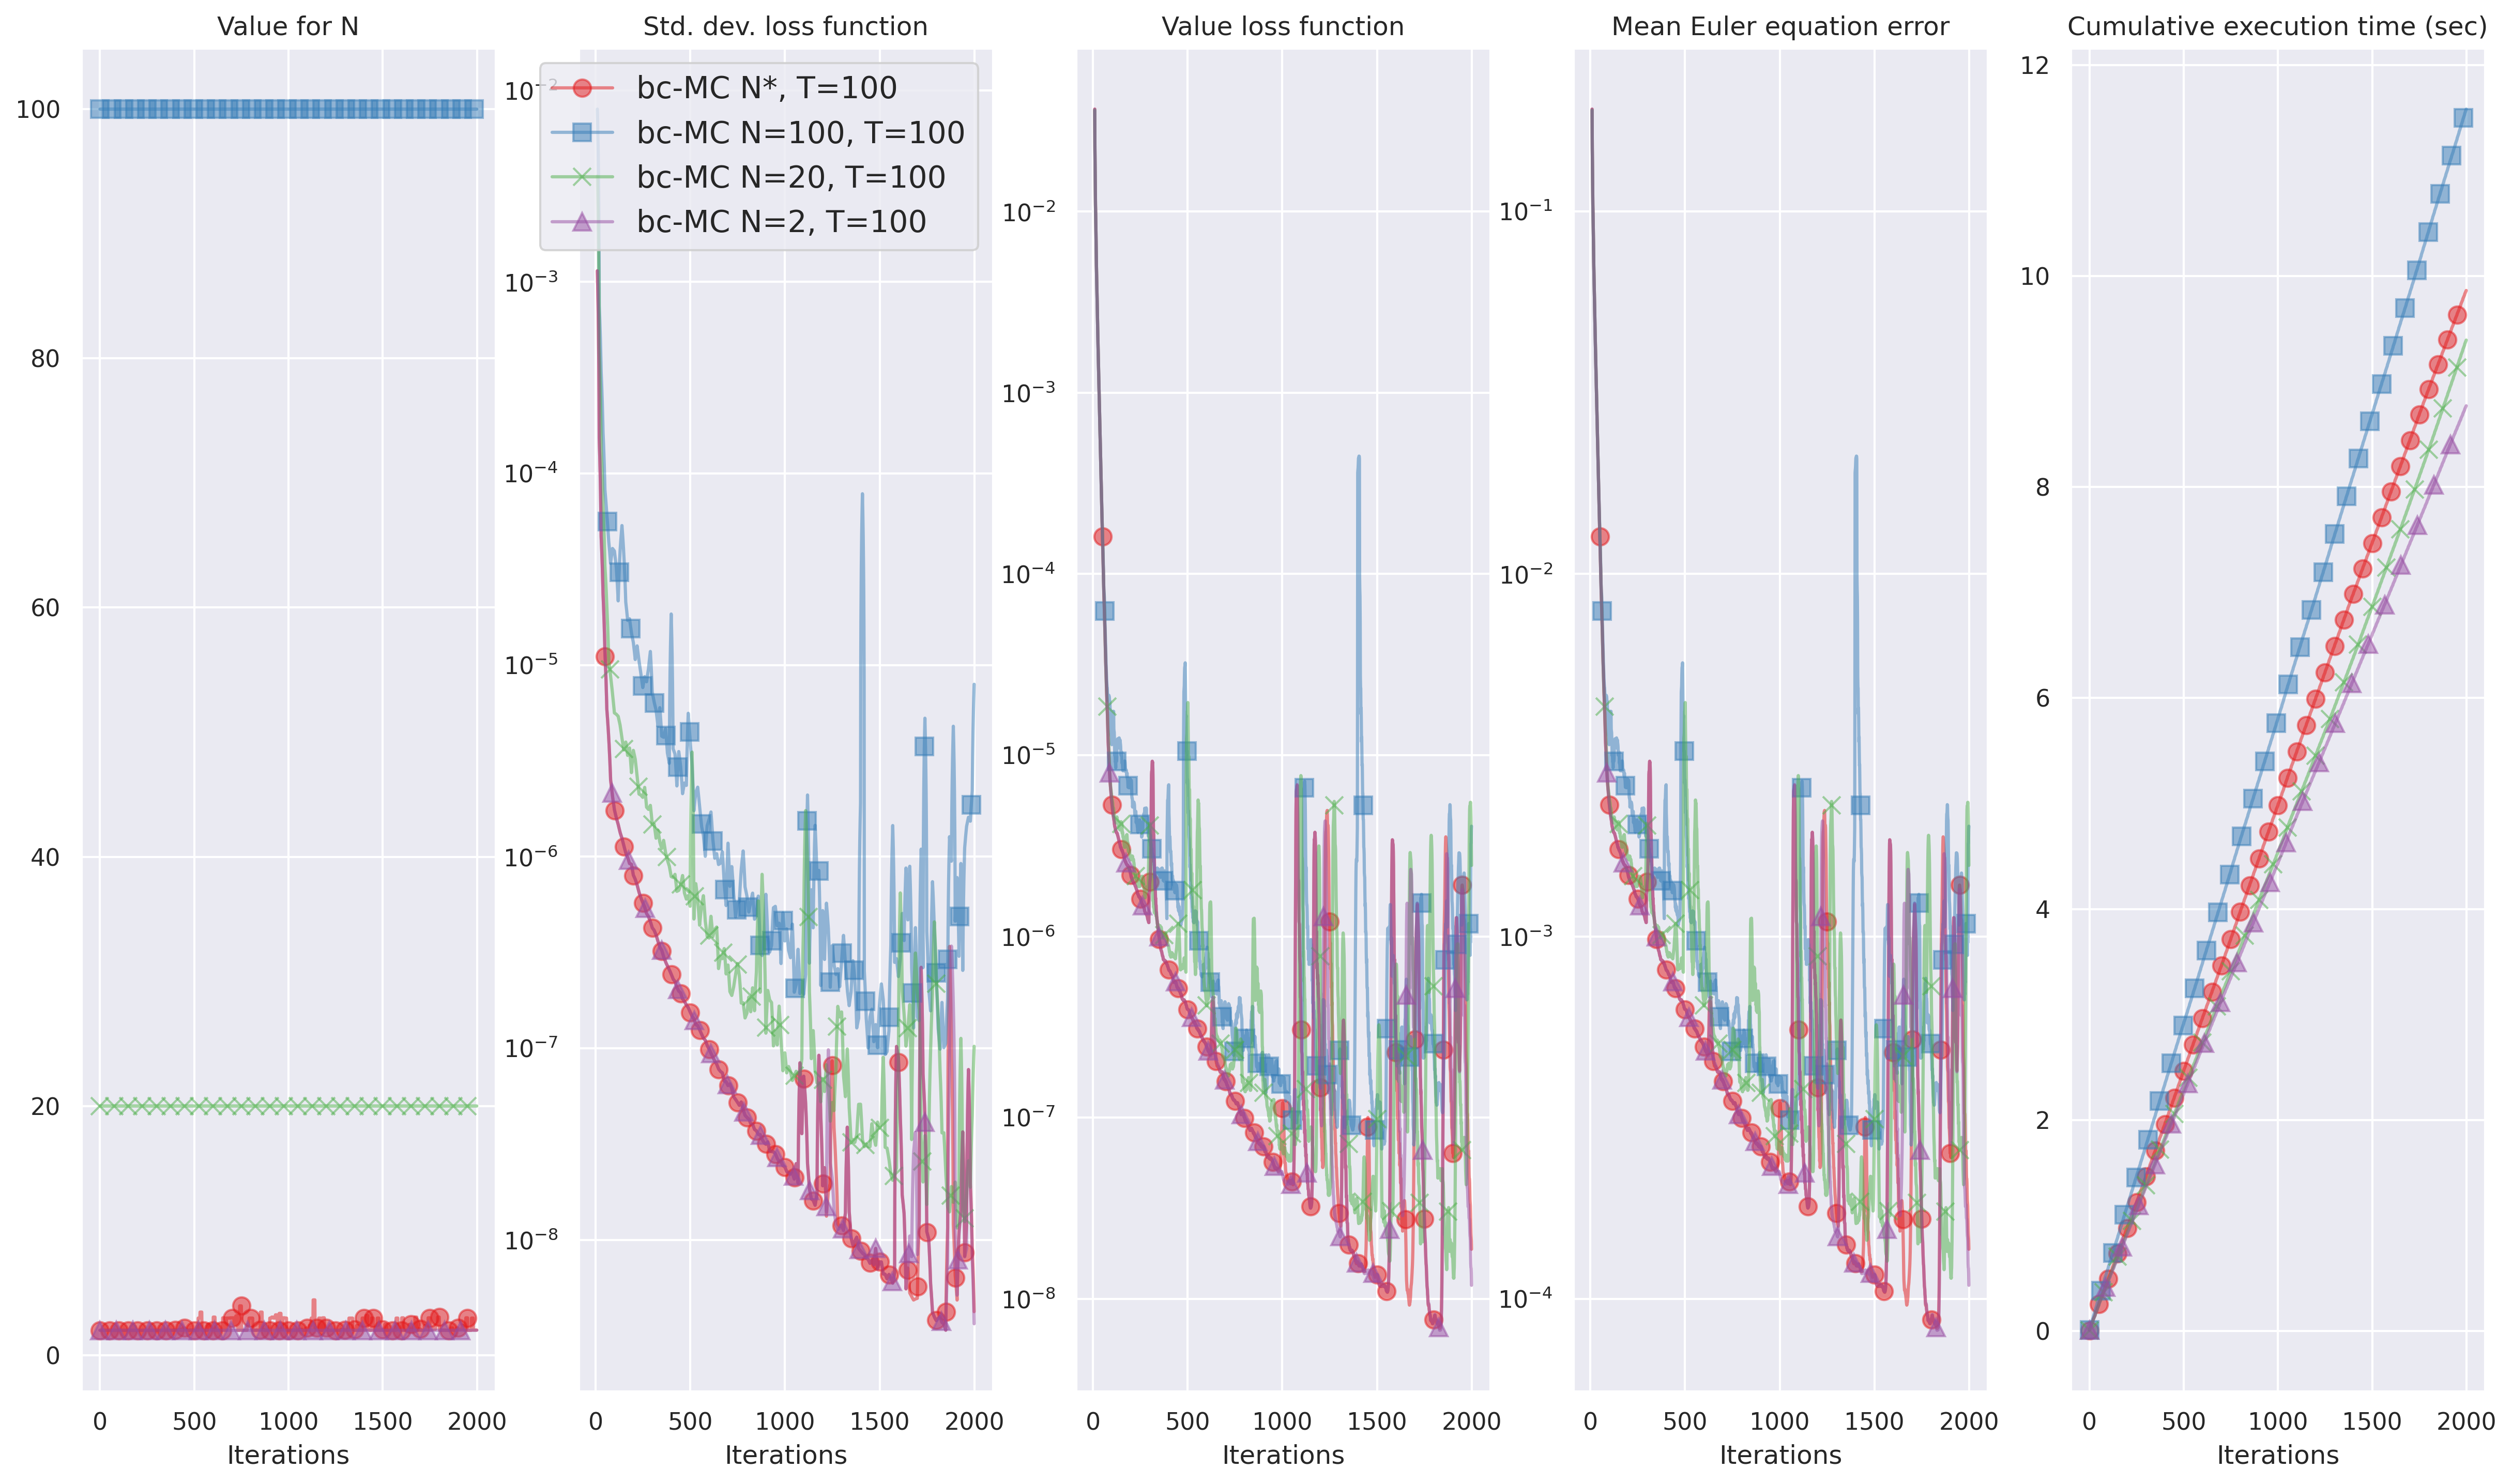 Value for N
Std. dev. loss function
Value loss function
Mean Euler equation error
Cumulative execution time (sec)
bc-MC N*, T=100
bc-MC N=100, T=100
bc-MC N=20, T=100
bc-MC N=2, T=100
100
80
60
40
20
0
0 500 1000 1500 2000
Iterations
10⁻²
10⁻³
10⁻⁴
10⁻⁵
10⁻⁶
10⁻⁷
10⁻⁸
0 500 1000 1500 2000
Iterations
10⁻²
10⁻³
10⁻⁴
10⁻⁵
10⁻⁶
10⁻⁷
10⁻⁸
0 500 1000 1500 2000
Iterations
10⁻¹
10⁻²
10⁻³
10⁻⁴
0 500 1000 1500 2000
Iterations
12
10
8
6
4
2
0
0 500 1000 1500 2000
Iterations